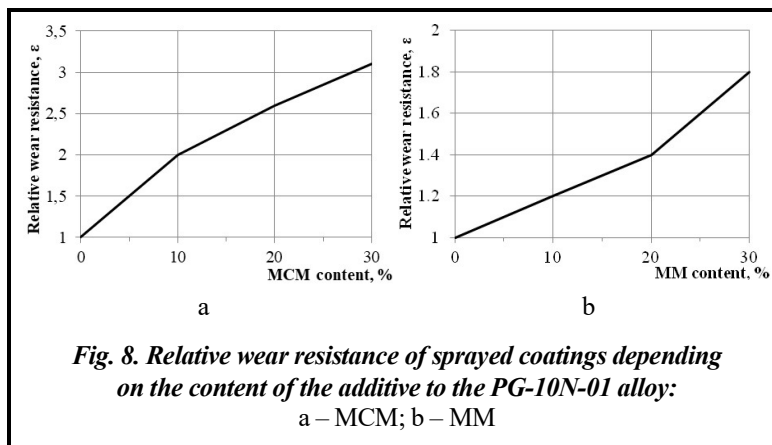 Relative wear resistance, ε
3,5
3
2,5
2
1,5
1
0 10 20 30
MCM content, %
a
Relative wear resistance, ε
2
1.8
1.6
1.4
1.2
1
0 10 20 30
MM content, %
b
Fig. 8. Relative wear resistance of sprayed coatings depending
on the content of the additive to the PG-10N-01 alloy:
a – MCM; b – MM